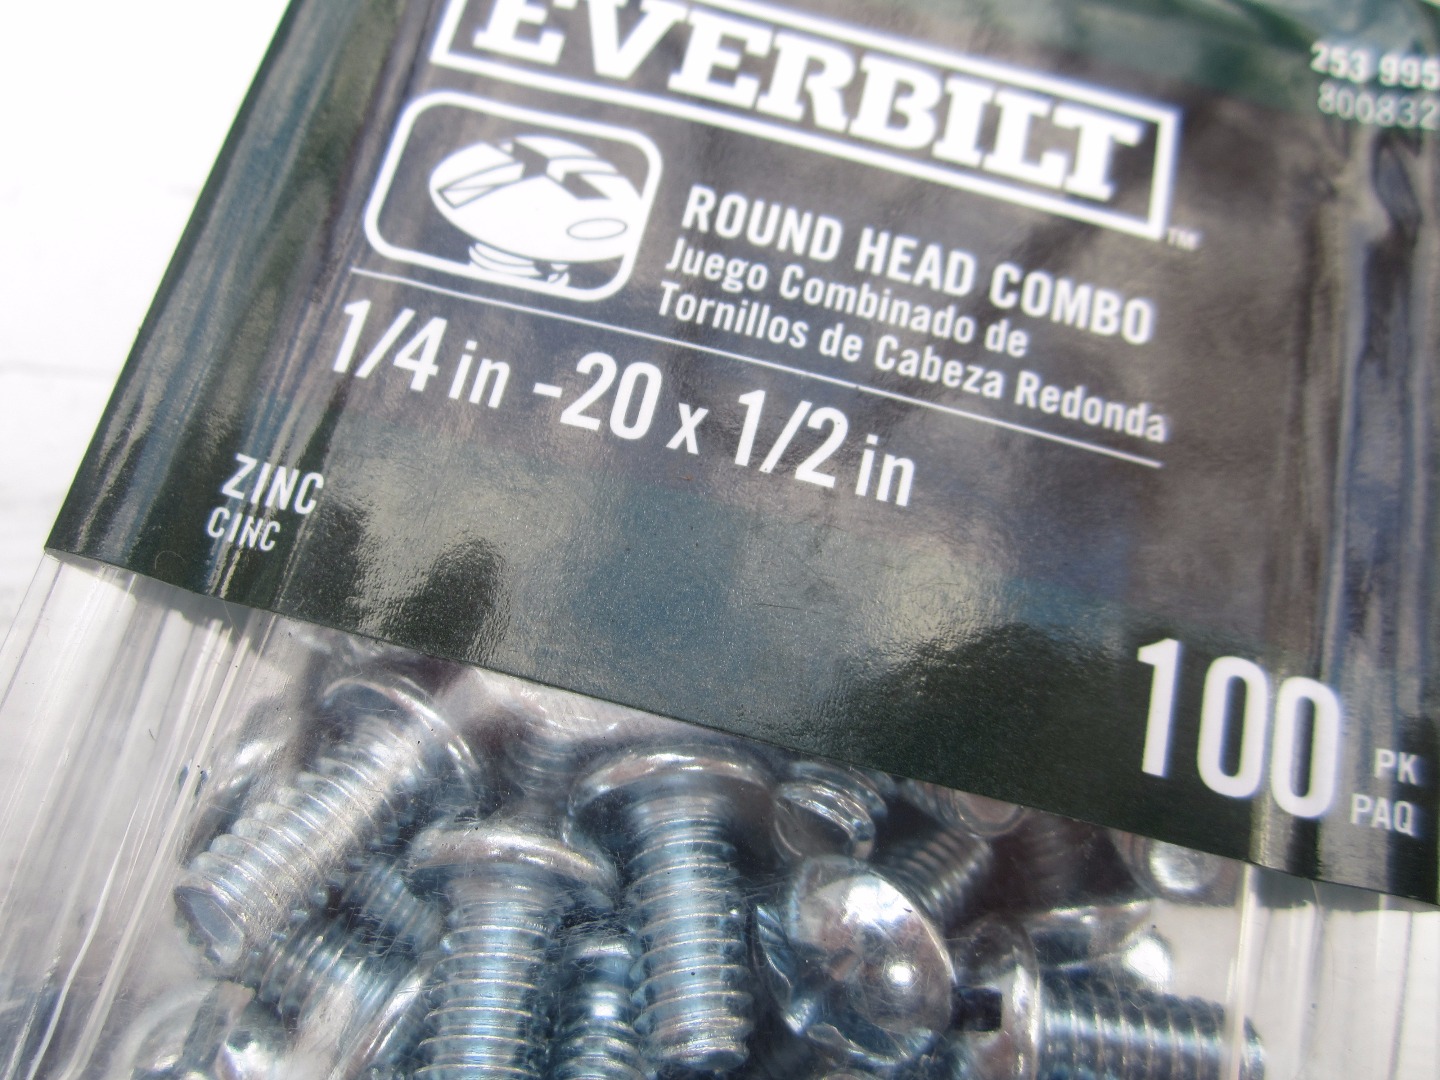 EVERBILT
TM
253 995
800832
ROUND HEAD COMBO
Juego Combinado de
Tornillos de Cabeza Redonda
1/4 in -20 x 1/2 in
ZINC
CINC
100 PK
PAQ